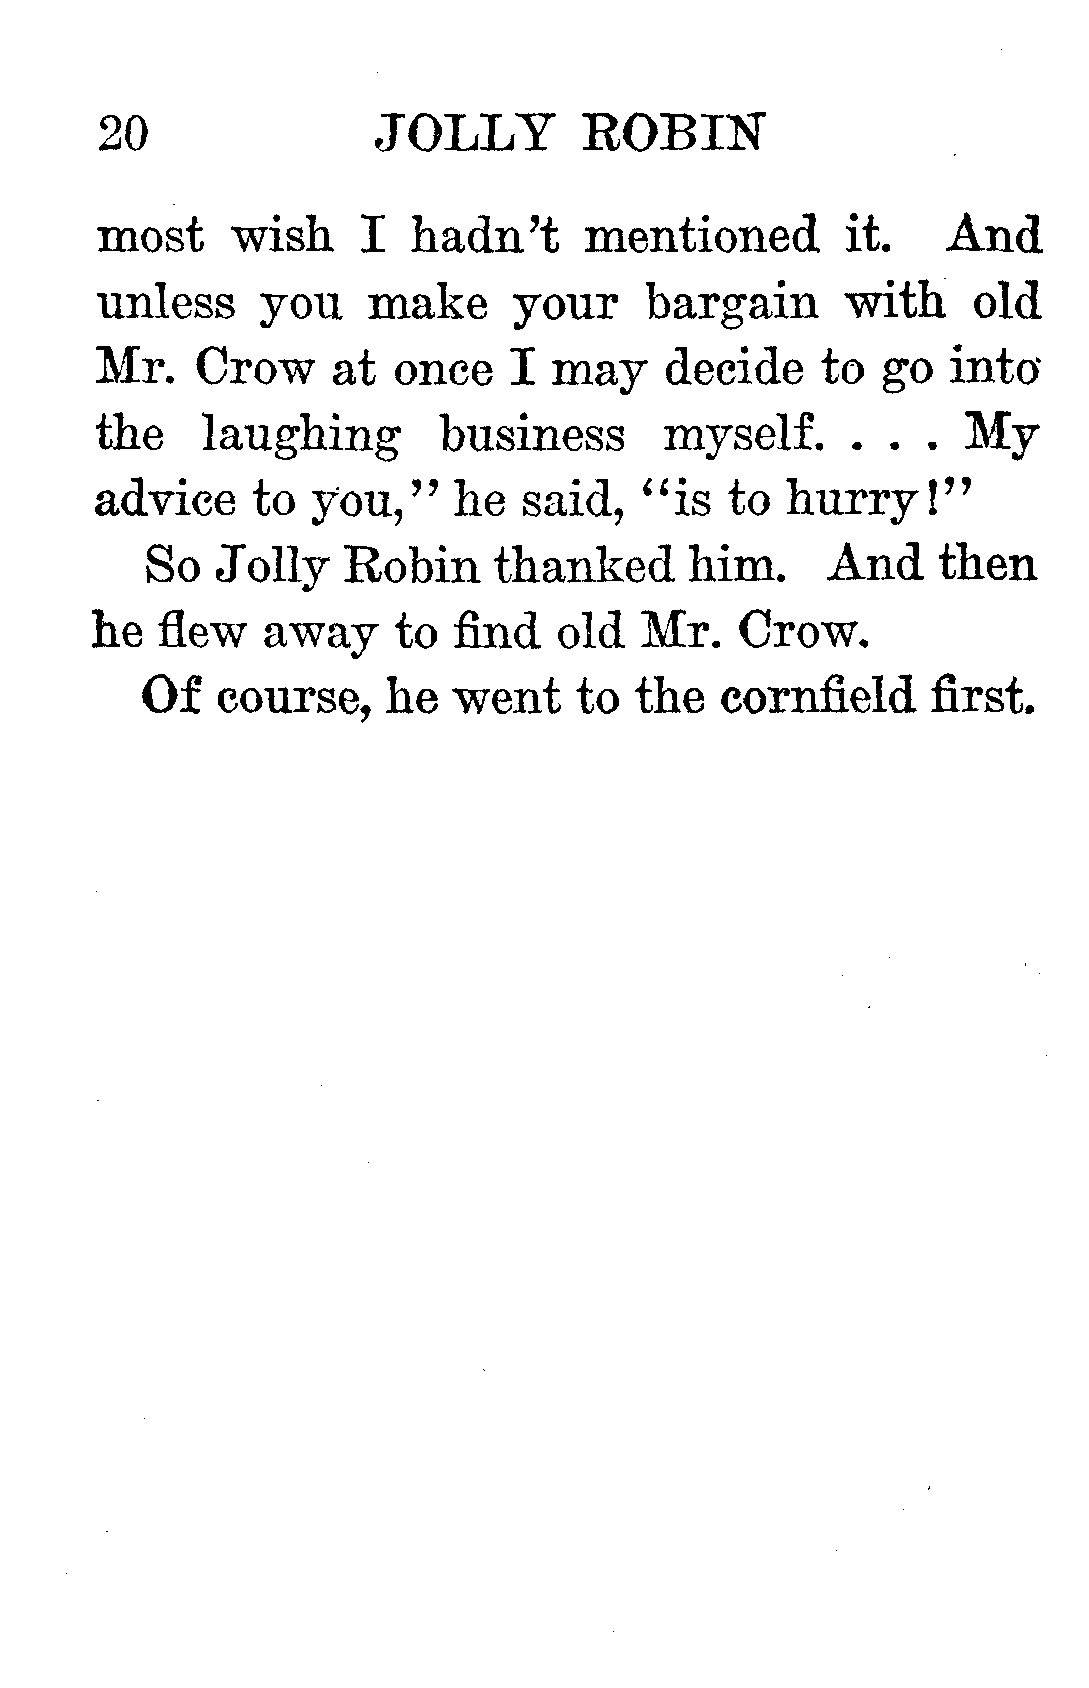 20 JOLLY ROBIN
most wish I hadn't mentioned it. And
unless you make your bargain with old
Mr. Crow at once I may decide to go into
the laughing business myself. . . . My
advice to you," he said, "is to hurry!"
So Jolly Robin thanked him. And then
he flew away to find old Mr. Crow.
Of course, he went to the cornfield first.